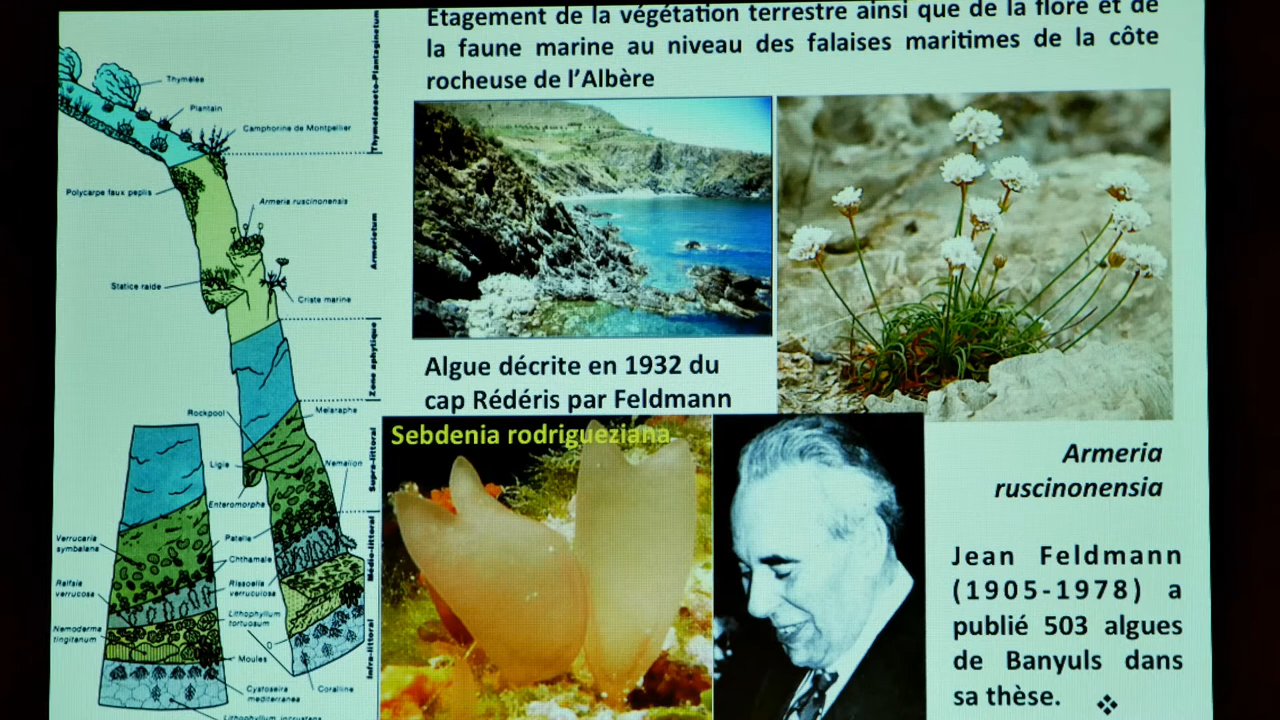 Etagement de la végétation terrestre ainsi que de la flore et de
la faune marine au niveau des falaises maritimes de la côte
rocheuse de l'Albère
Thymelaeeto-Plantaginetum
Thymélée
Plantain
Camphorine de Montpellier
Polycarpe faux peplis
Armeria ruscinonensis
Armerietum
Statice raide
Criste marine
Zone aphytique
Rockpool
Melaraphe
Supra-littoral
Ligie
Nemalion
Enteromorphe
Médio-littoral
Verrucaria
symbalana
Patelle
Chthamale
Ralfsia
verrucosa
Rissoella
verruculosa
Lithophyllum
tortuosum
Nemoderma
tingitanum
0
Moules
Infra-littoral
Cystoseira
mediterranea
Coralline
Lithophyllum incrustans
Algue décrite en 1932 du
cap Rédéris par Feldmann
Sebdenia rodrigueziana
Armeria
ruscinonensia
Jean Feldmann
(1905-1978) a
publié 503 algues
de Banyuls dans
sa thèse.